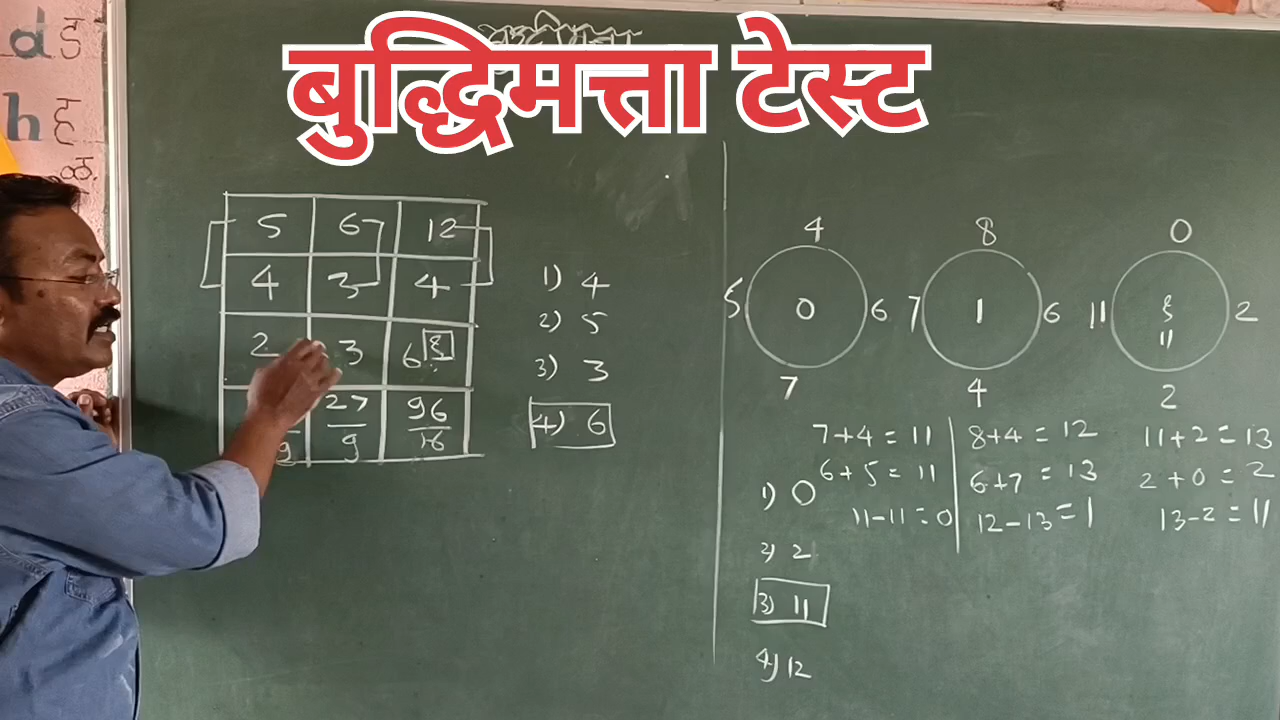 बुद्धिमत्ता टेस्ट
d ड
h ह
ळ.
5 6 12
4 3 4
2 3 6 ?
27 96
9 9 16
1) 4
2) 5
3) 3
4) 6
4
5 0 6
7
8
7 1 6
4
0
11 ? 2
11
2
7+4 = 11
6+5 = 11
11-11 = 0
8+4 = 12
6+7 = 13
12-13 = 1
11+2 = 13
2+0 = 2
13-2 = 11
1) 0
2) 2
3) 11
4) 12